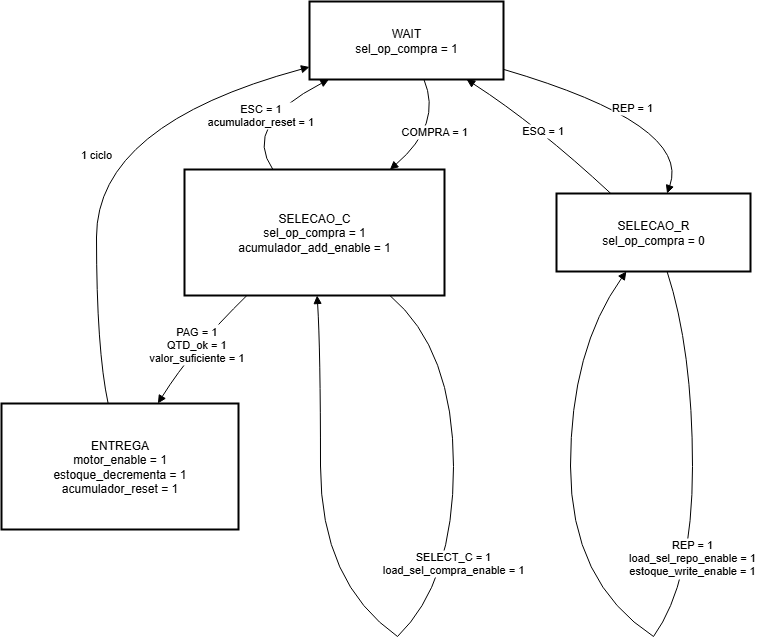 WAIT
sel_op_compra = 1
ESC = 1
acumulador_reset = 1
COMPRA = 1
REP = 1
ESQ = 1
1 ciclo
SELECAO_C
sel_op_compra = 1
acumulador_add_enable = 1
SELECAO_R
sel_op_compra = 0
PAG = 1
QTD_ok = 1
valor_suficiente = 1
ENTREGA
motor_enable = 1
estoque_decrementa = 1
acumulador_reset = 1
SELECT_C = 1
load_sel_compra_enable = 1
REP = 1
load_sel_repo_enable = 1
estoque_write_enable = 1